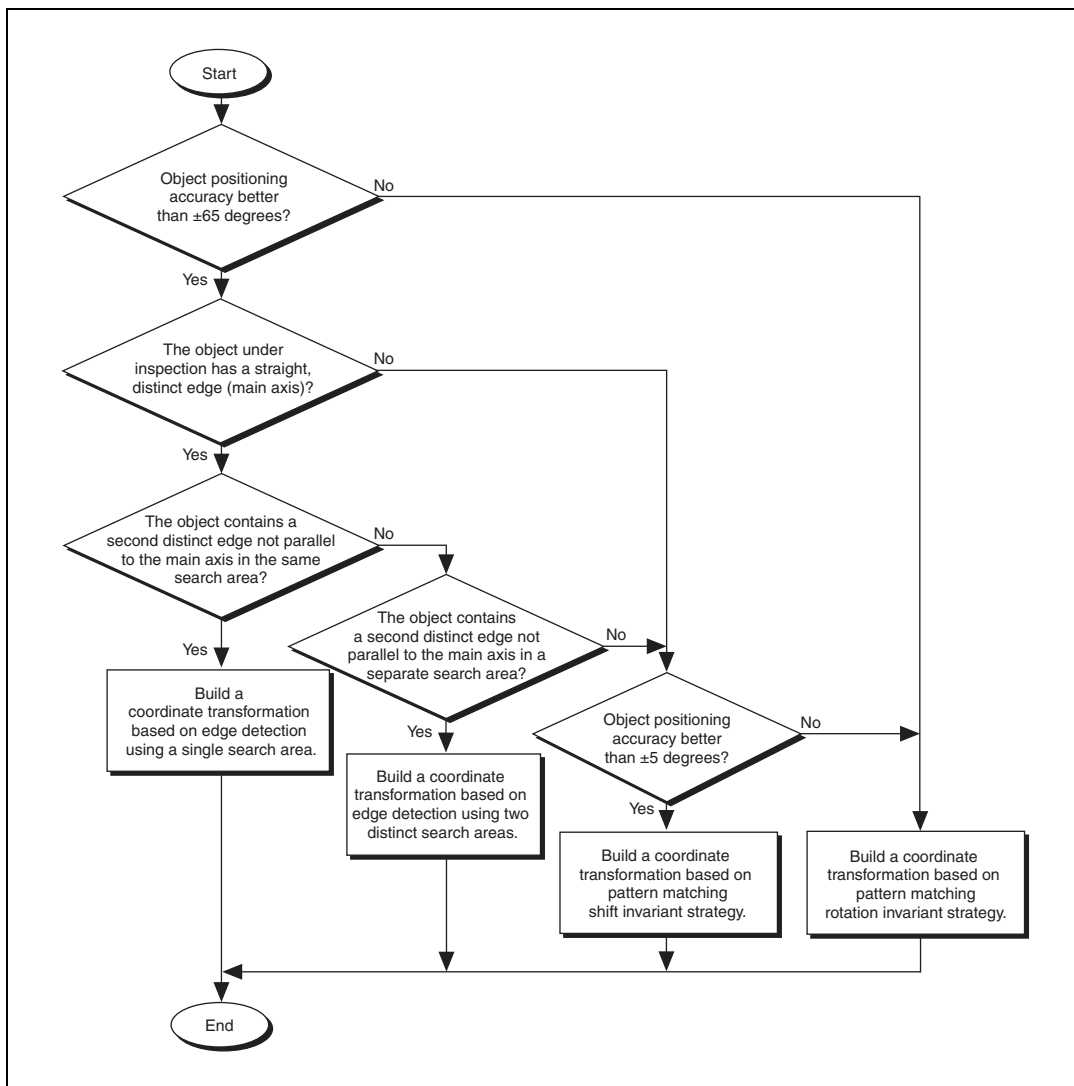 Start
Object positioning
accuracy better
than ±65 degrees?
No
Yes
The object under
inspection has a straight,
distinct edge (main axis)?
No
Yes
The object contains a
second distinct edge not parallel
to the main axis in the same
search area?
No
Yes
The object contains
a second distinct edge not
parallel to the main axis in a
separate search area?
No
Yes
Build a
coordinate transformation
based on edge detection
using a single search area.
Object positioning
accuracy better
than ±5 degrees?
No
Yes
Build a coordinate
transformation based on
edge detection using two
distinct search areas.
Build a coordinate
transformation based on
pattern matching
shift invariant strategy.
Build a coordinate
transformation based on
pattern matching
rotation invariant strategy.
End